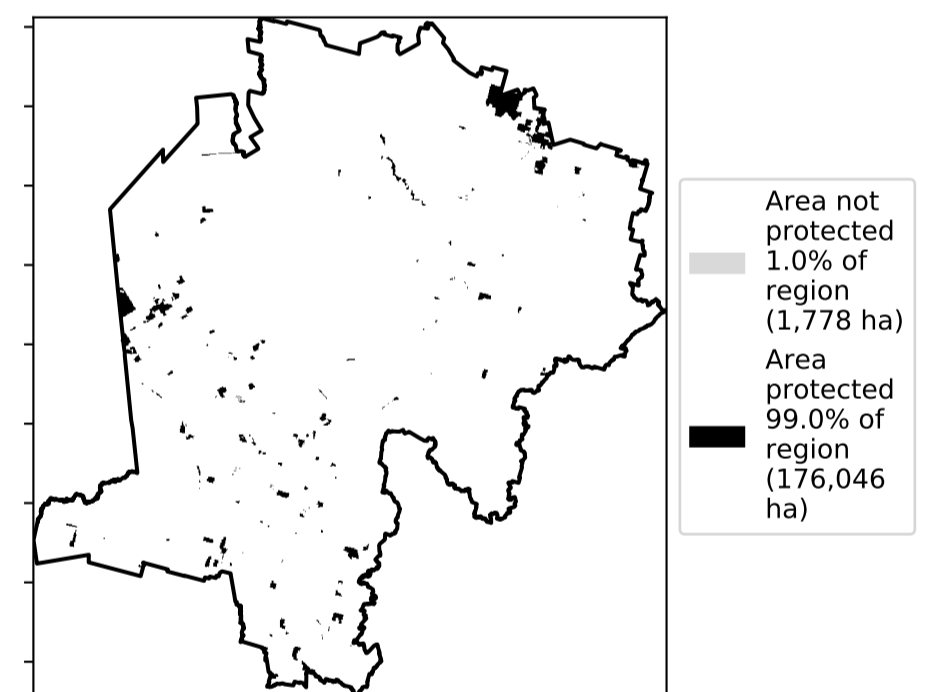 Area not
protected
1.0% of
region
(1,778 ha)
Area
protected
99.0% of
region
(176,046
ha)